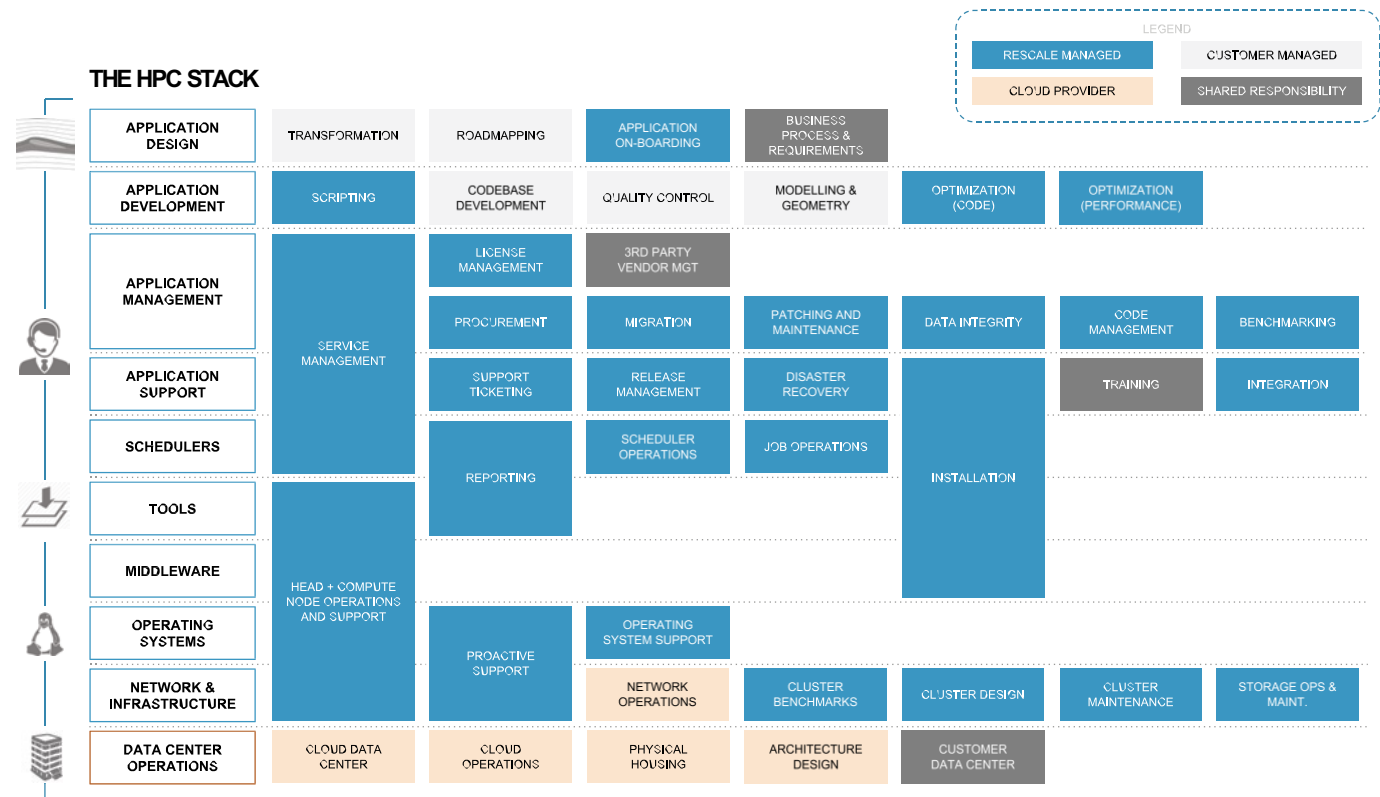 LEGEND
RESCALE MANAGED
CUSTOMER MANAGED
CLOUD PROVIDER
SHARED RESPONSIBILITY
THE HPC STACK
APPLICATION
DESIGN
TRANSFORMATION
ROADMAPPING
APPLICATION
ON-BOARDING
BUSINESS
PROCESS &
REQUIREMENTS
APPLICATION
DEVELOPMENT
SCRIPTING
CODEBASE
DEVELOPMENT
QUALITY CONTROL
MODELLING &
GEOMETRY
OPTIMIZATION
(CODE)
OPTIMIZATION
(PERFORMANCE)
APPLICATION
MANAGEMENT
SERVICE
MANAGEMENT
LICENSE
MANAGEMENT
3RD PARTY
VENDOR MGT
PROCUREMENT
MIGRATION
PATCHING AND
MAINTENANCE
DATA INTEGRITY
CODE
MANAGEMENT
BENCHMARKING
APPLICATION
SUPPORT
SUPPORT
TICKETING
RELEASE
MANAGEMENT
DISASTER
RECOVERY
INSTALLATION
TRAINING
INTEGRATION
SCHEDULERS
REPORTING
SCHEDULER
OPERATIONS
JOB OPERATIONS
TOOLS
HEAD + COMPUTE
NODE OPERATIONS
AND SUPPORT
MIDDLEWARE
OPERATING
SYSTEMS
PROACTIVE
SUPPORT
OPERATING
SYSTEM SUPPORT
NETWORK &
INFRASTRUCTURE
NETWORK
OPERATIONS
CLUSTER
BENCHMARKS
CLUSTER DESIGN
CLUSTER
MAINTENANCE
STORAGE OPS &
MAINT.
DATA CENTER
OPERATIONS
CLOUD DATA
CENTER
CLOUD
OPERATIONS
PHYSICAL
HOUSING
ARCHITECTURE
DESIGN
CUSTOMER
DATA CENTER